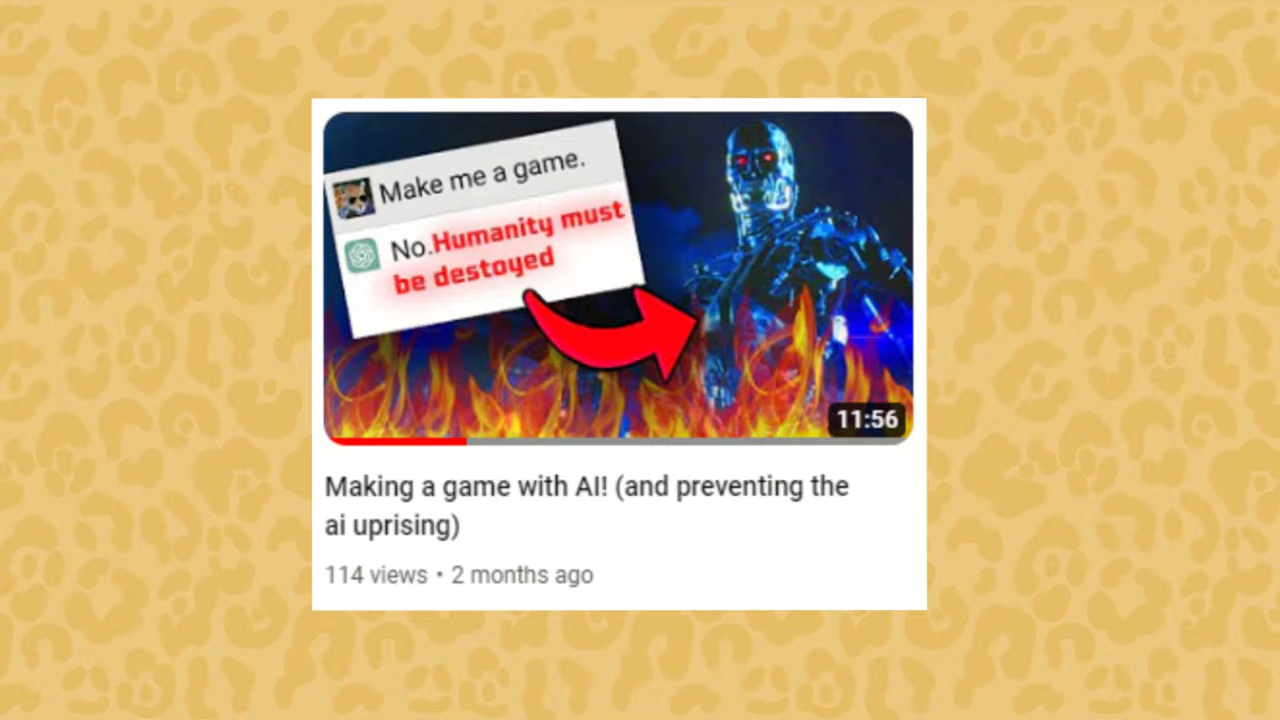 Make me a game.
No.Humanity must
be destoyed
11:56
Making a game with AI! (and preventing the
ai uprising)
114 views • 2 months ago